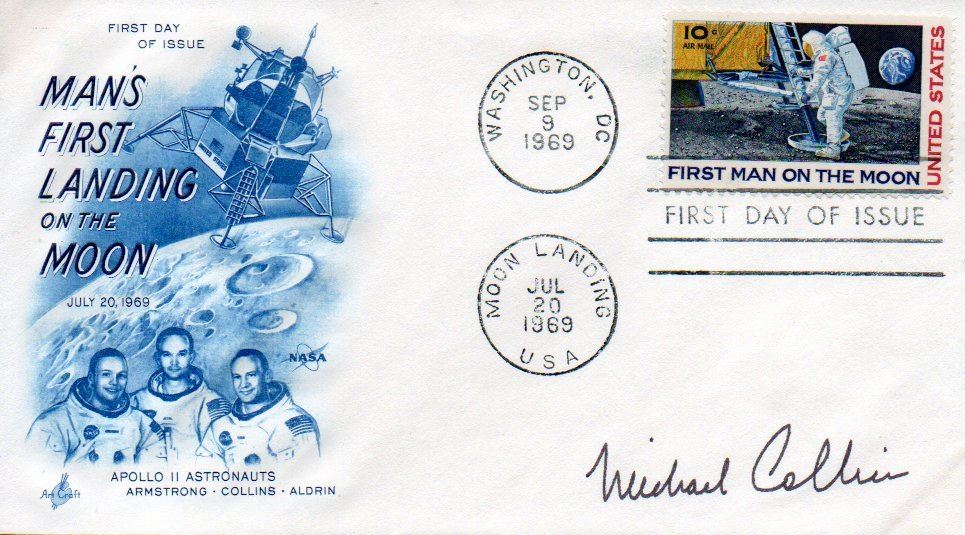 FIRST DAY
OF ISSUE
MAN'S
FIRST
LANDING
ON THE
MOON
JULY 20, 1969
NASA
APOLLO 11 ASTRONAUTS
ARMSTRONG · COLLINS · ALDRIN
Art Craft
WASHINGTON, DC
SEP
9
1969
MOON LANDING
JUL
20
1969
USA
10c
AIR MAIL
UNITED STATES
FIRST MAN ON THE MOON
FIRST DAY OF ISSUE
Michael Collins